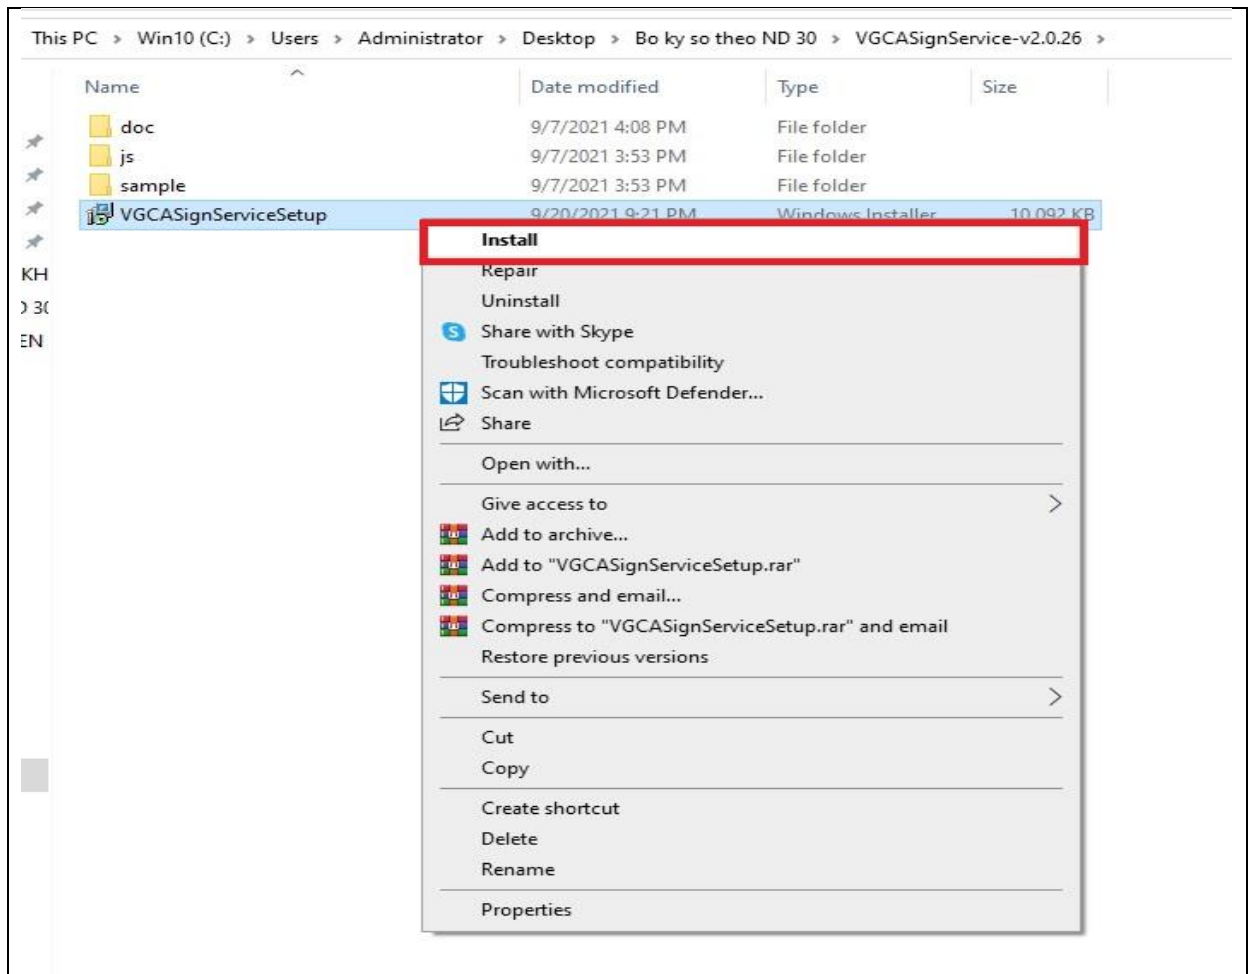 This PC > Win10 (C:) > Users > Administrator > Desktop > Bo ky so theo ND 30 > VGCASignService-v2.0.26 >
Name Date modified Type Size
doc 9/7/2021 4:08 PM File folder
js 9/7/2021 3:53 PM File folder
sample 9/7/2021 3:53 PM File folder
VGCASignServiceSetup 9/20/2021 9:21 PM Windows Installer 10,092 KB
Install
KH
Repair
30
Uninstall
EN
Share with Skype
Troubleshoot compatibility
Scan with Microsoft Defender...
Share
Open with...
Give access to
Add to archive...
Add to "VGCASignServiceSetup.rar"
Compress and email...
Compress to "VGCASignServiceSetup.rar" and email
Restore previous versions
Send to
Cut
Copy
Create shortcut
Delete
Rename
Properties